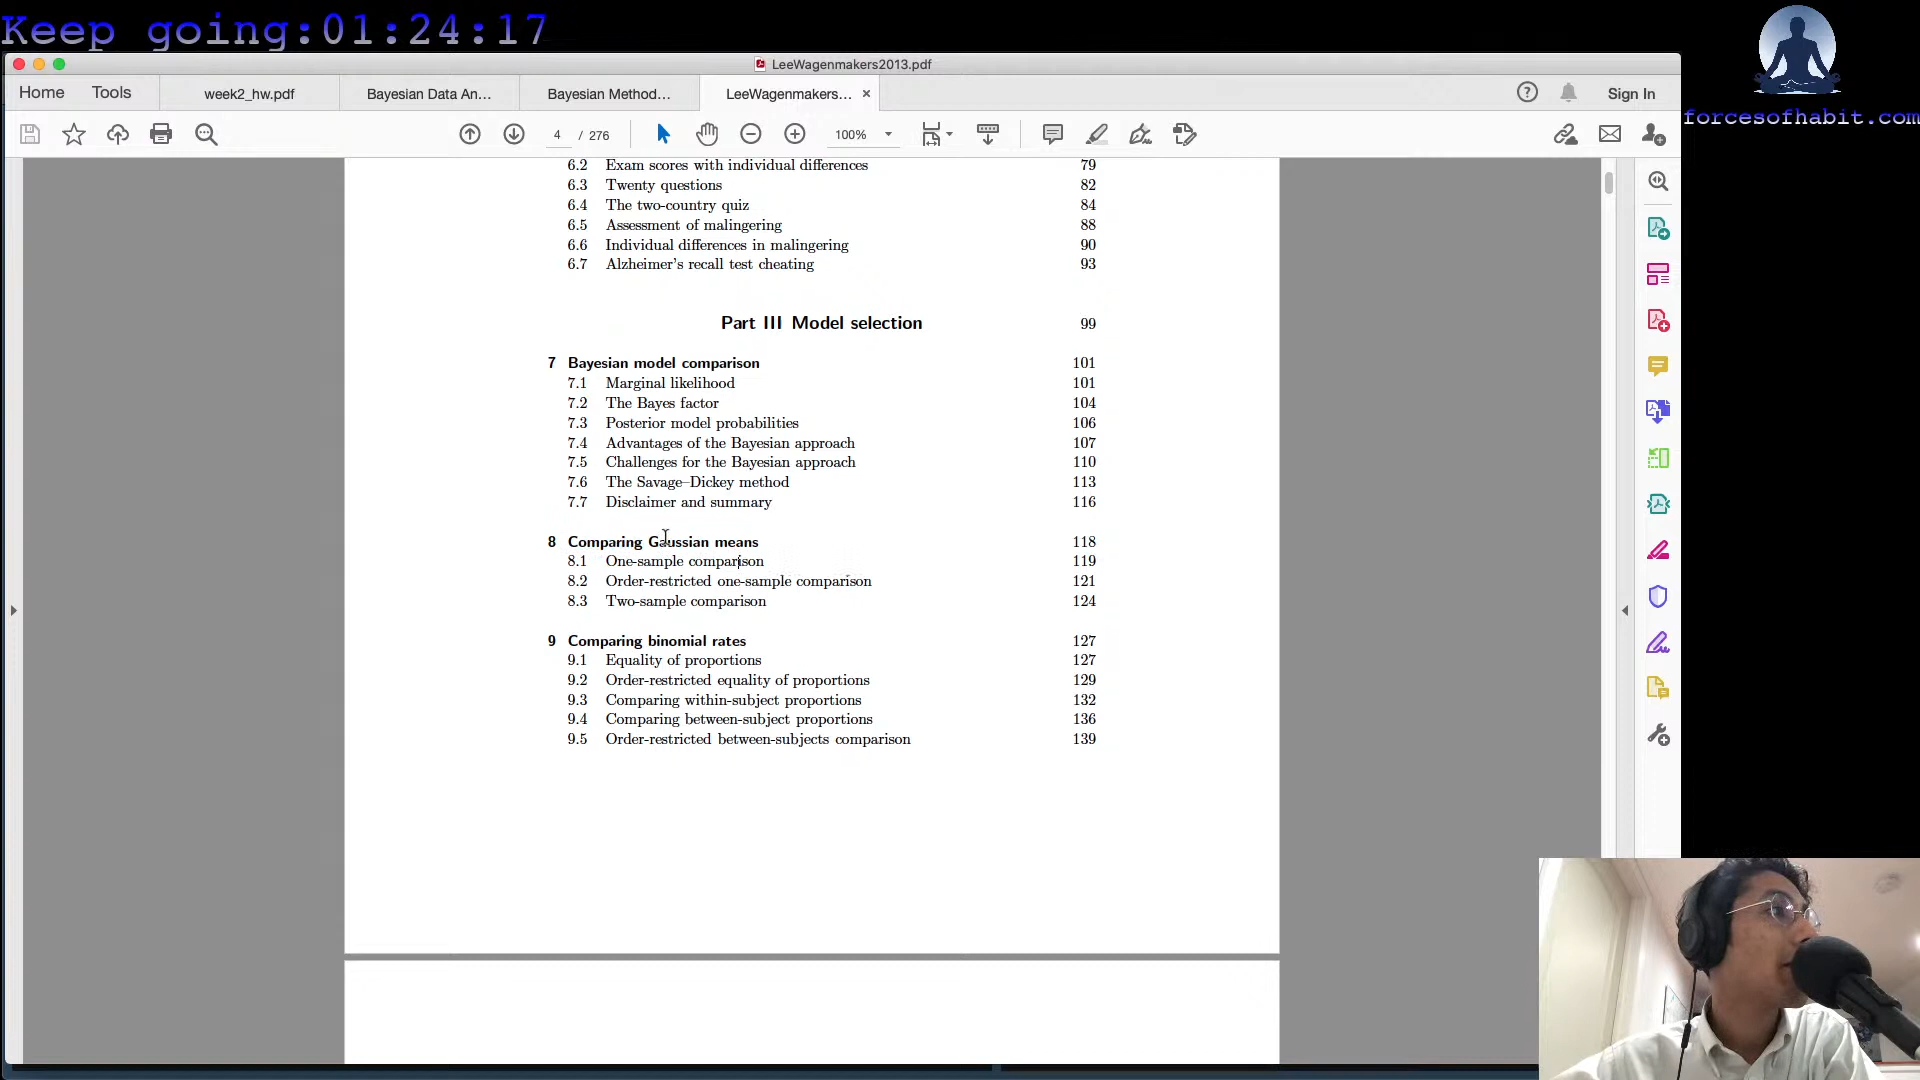 Keep going:01:24:17
LeeWagenmakers2013.pdf
Home Tools week2_hw.pdf Bayesian Data An... Bayesian Method... LeeWagenmakers... × Sign In
forcesofhabit.com
4 / 276 100%
6.2 Exam scores with individual differences 79
6.3 Twenty questions 82
6.4 The two-country quiz 84
6.5 Assessment of malingering 88
6.6 Individual differences in malingering 90
6.7 Alzheimer's recall test cheating 93
Part III Model selection 99
7 Bayesian model comparison 101
7.1 Marginal likelihood 101
7.2 The Bayes factor 104
7.3 Posterior model probabilities 106
7.4 Advantages of the Bayesian approach 107
7.5 Challenges for the Bayesian approach 110
7.6 The Savage–Dickey method 113
7.7 Disclaimer and summary 116
8 Comparing Gaussian means 118
8.1 One-sample comparison 119
8.2 Order-restricted one-sample comparison 121
8.3 Two-sample comparison 124
9 Comparing binomial rates 127
9.1 Equality of proportions 127
9.2 Order-restricted equality of proportions 129
9.3 Comparing within-subject proportions 132
9.4 Comparing between-subject proportions 136
9.5 Order-restricted between-subjects comparison 139